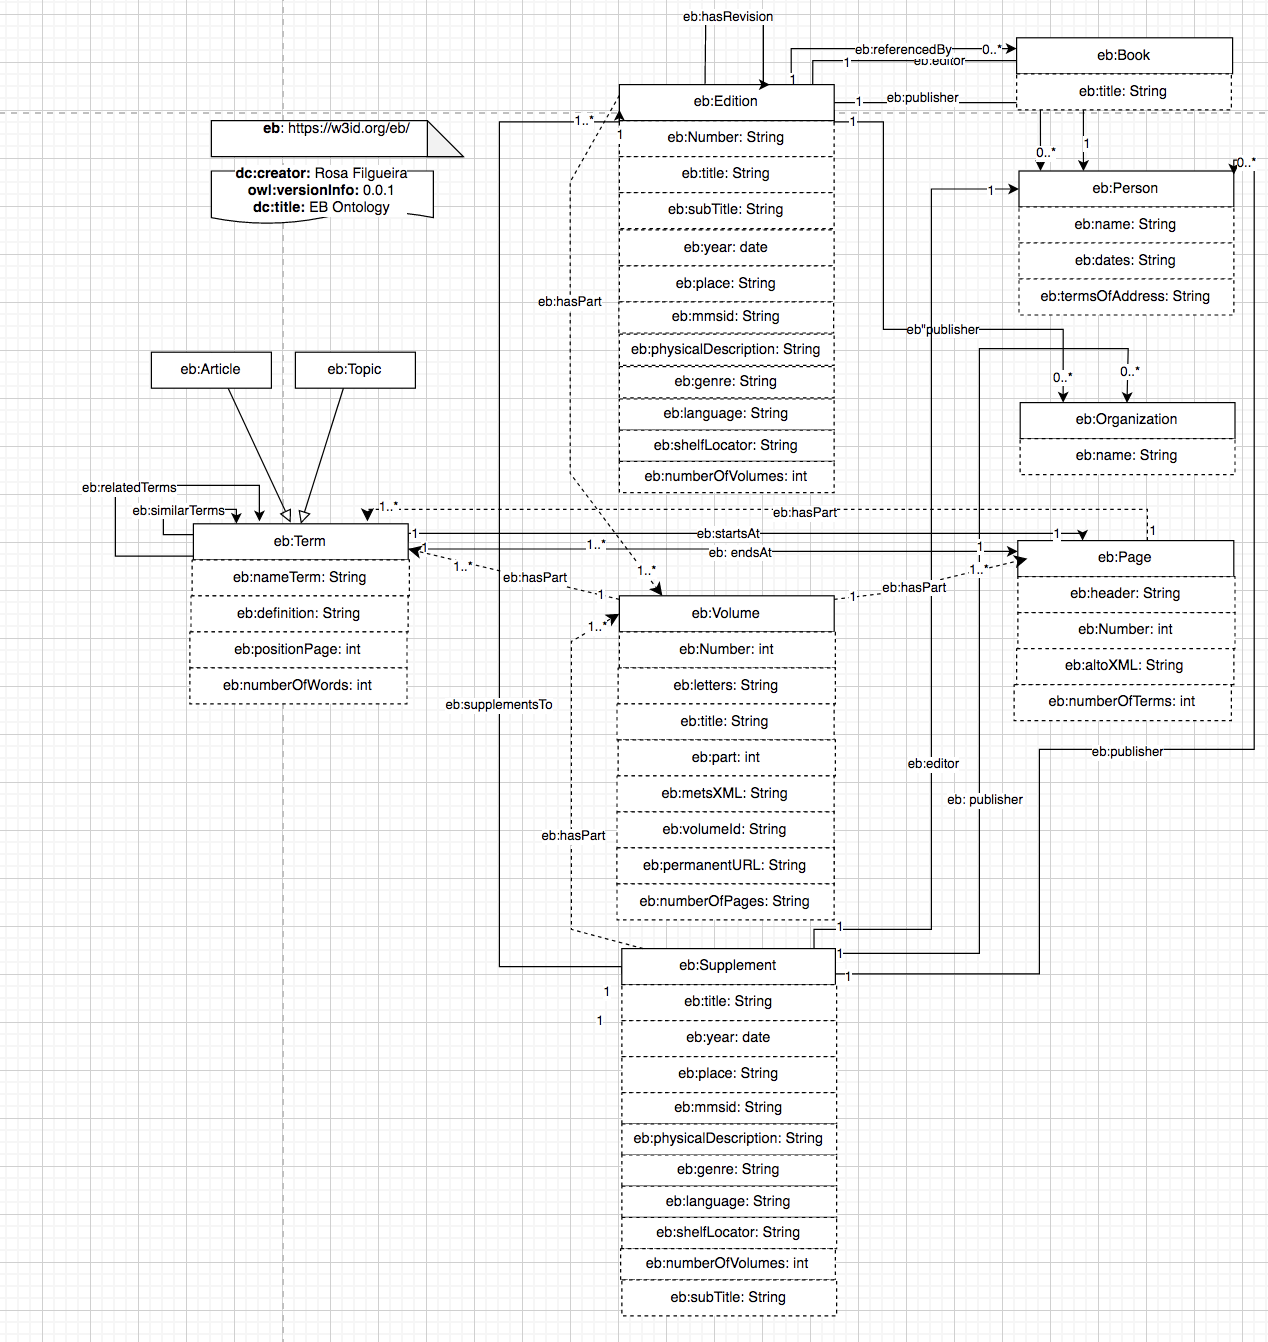 eb:hasRevision
eb:referencedBy
0..*
1
1
eb:editor
eb:Book
eb:title: String
eb:Edition
1
eb:publisher
1..*
1
1
eb:Number: String
eb:title: String
eb:subTitle: String
eb:year: date
eb:place: String
eb:mmsid: String
eb:physicalDescription: String
eb:genre: String
eb:language: String
eb:shelfLocator: String
eb:numberOfVolumes: int
eb: https://w3id.org/eb/
dc:creator: Rosa Filgueira
owl:versionInfo: 0.0.1
dc:title: EB Ontology
0..*
1
0..*
1
eb:Person
eb:name: String
eb:dates: String
eb:termsOfAddress: String
eb:hasPart
eb"publisher
0..*
0..*
eb:Organization
eb:name: String
eb:Article
eb:Topic
eb:relatedTerms
eb:similarTerms
1..*
eb:hasPart
1
eb:Term
eb:nameTerm: String
eb:definition: String
eb:positionPage: int
eb:numberOfWords: int
1
eb:startsAt
1
1
1..*
eb: endsAt
1
1..*
eb:hasPart
1
1..*
1
eb:hasPart
1..*
eb:Page
eb:header: String
eb:Number: int
eb:altoXML: String
eb:numberOfTerms: int
eb:Volume
1..*
eb:Number: int
eb:letters: String
eb:title: String
eb:part: int
eb:metsXML: String
eb:volumeId: String
eb:permanentURL: String
eb:numberOfPages: String
eb:supplementsTo
eb:hasPart
eb:publisher
eb:editor
eb: publisher
1
1
1
eb:Supplement
1
1
eb:title: String
eb:year: date
eb:place: String
eb:mmsid: String
eb:physicalDescription: String
eb:genre: String
eb:language: String
eb:shelfLocator: String
eb:numberOfVolumes: int
eb:subTitle: String